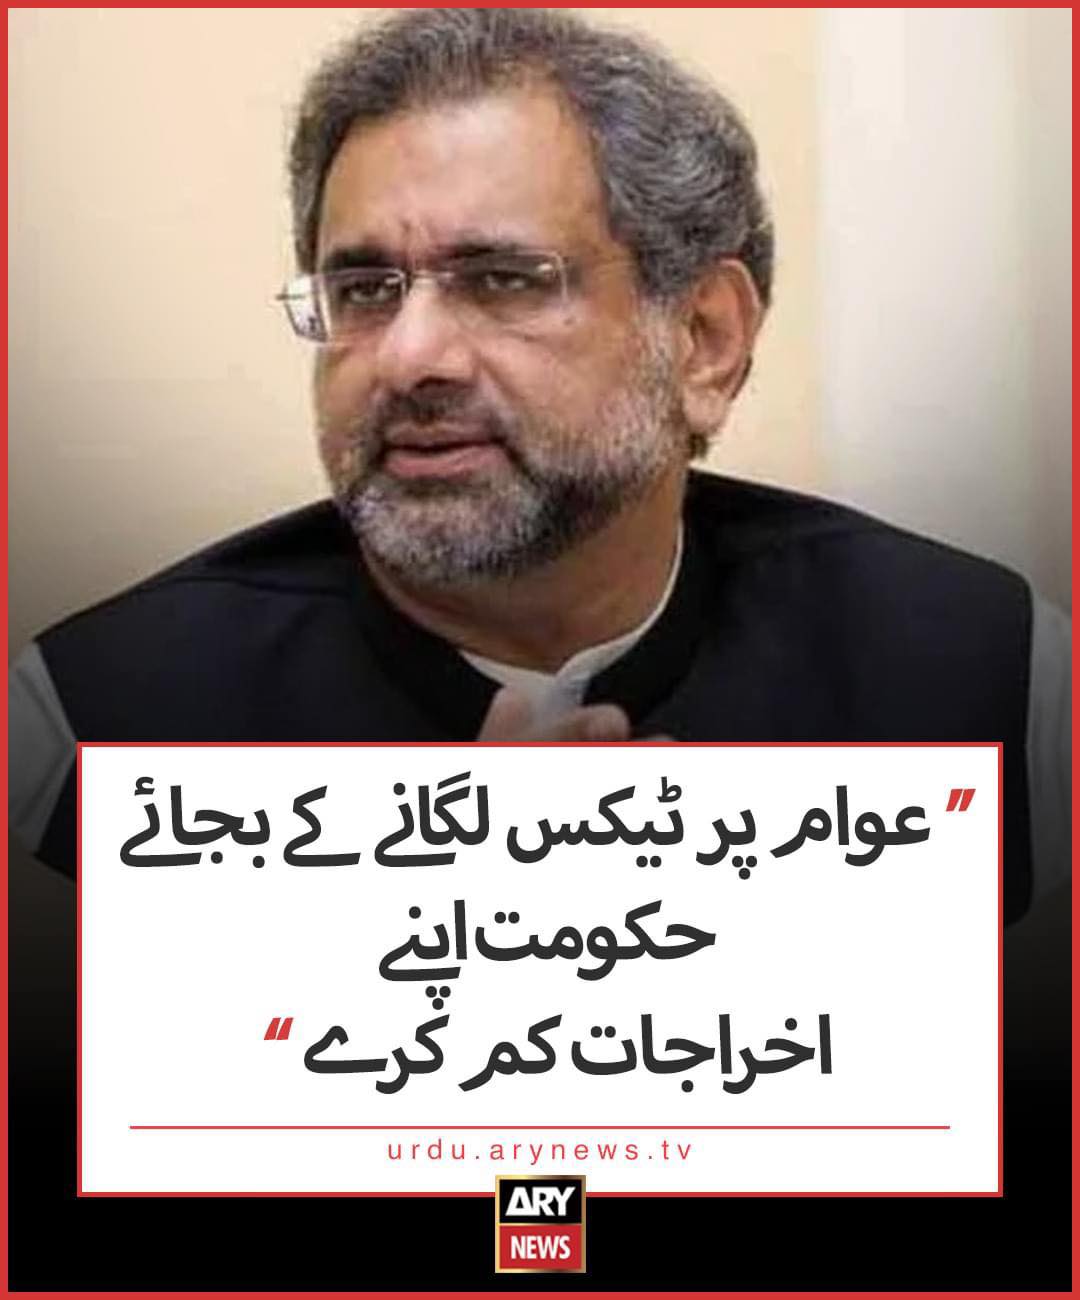 " عوام پر ٹیکس لگانے کے بجائے
حکومت اپنے
اخراجات کم کرے "
urdu.arynews.tv
ARY
NEWS